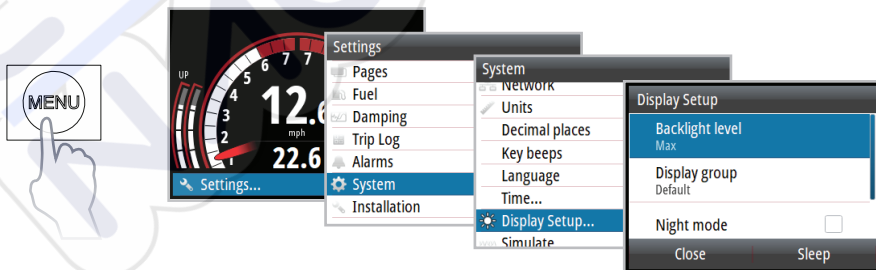 MENU
UP
1
2
3
4
5
6
7
7
12.6
mph
22.6
Settings...
Settings
Pages
Fuel
Damping
Trip Log
Alarms
System
Installation
System
Network
Units
Decimal places
Key beeps
Language
Time...
Display Setup...
Simulate
Display Setup
Backlight level
Max
Display group
Default
Night mode
Close Sleep